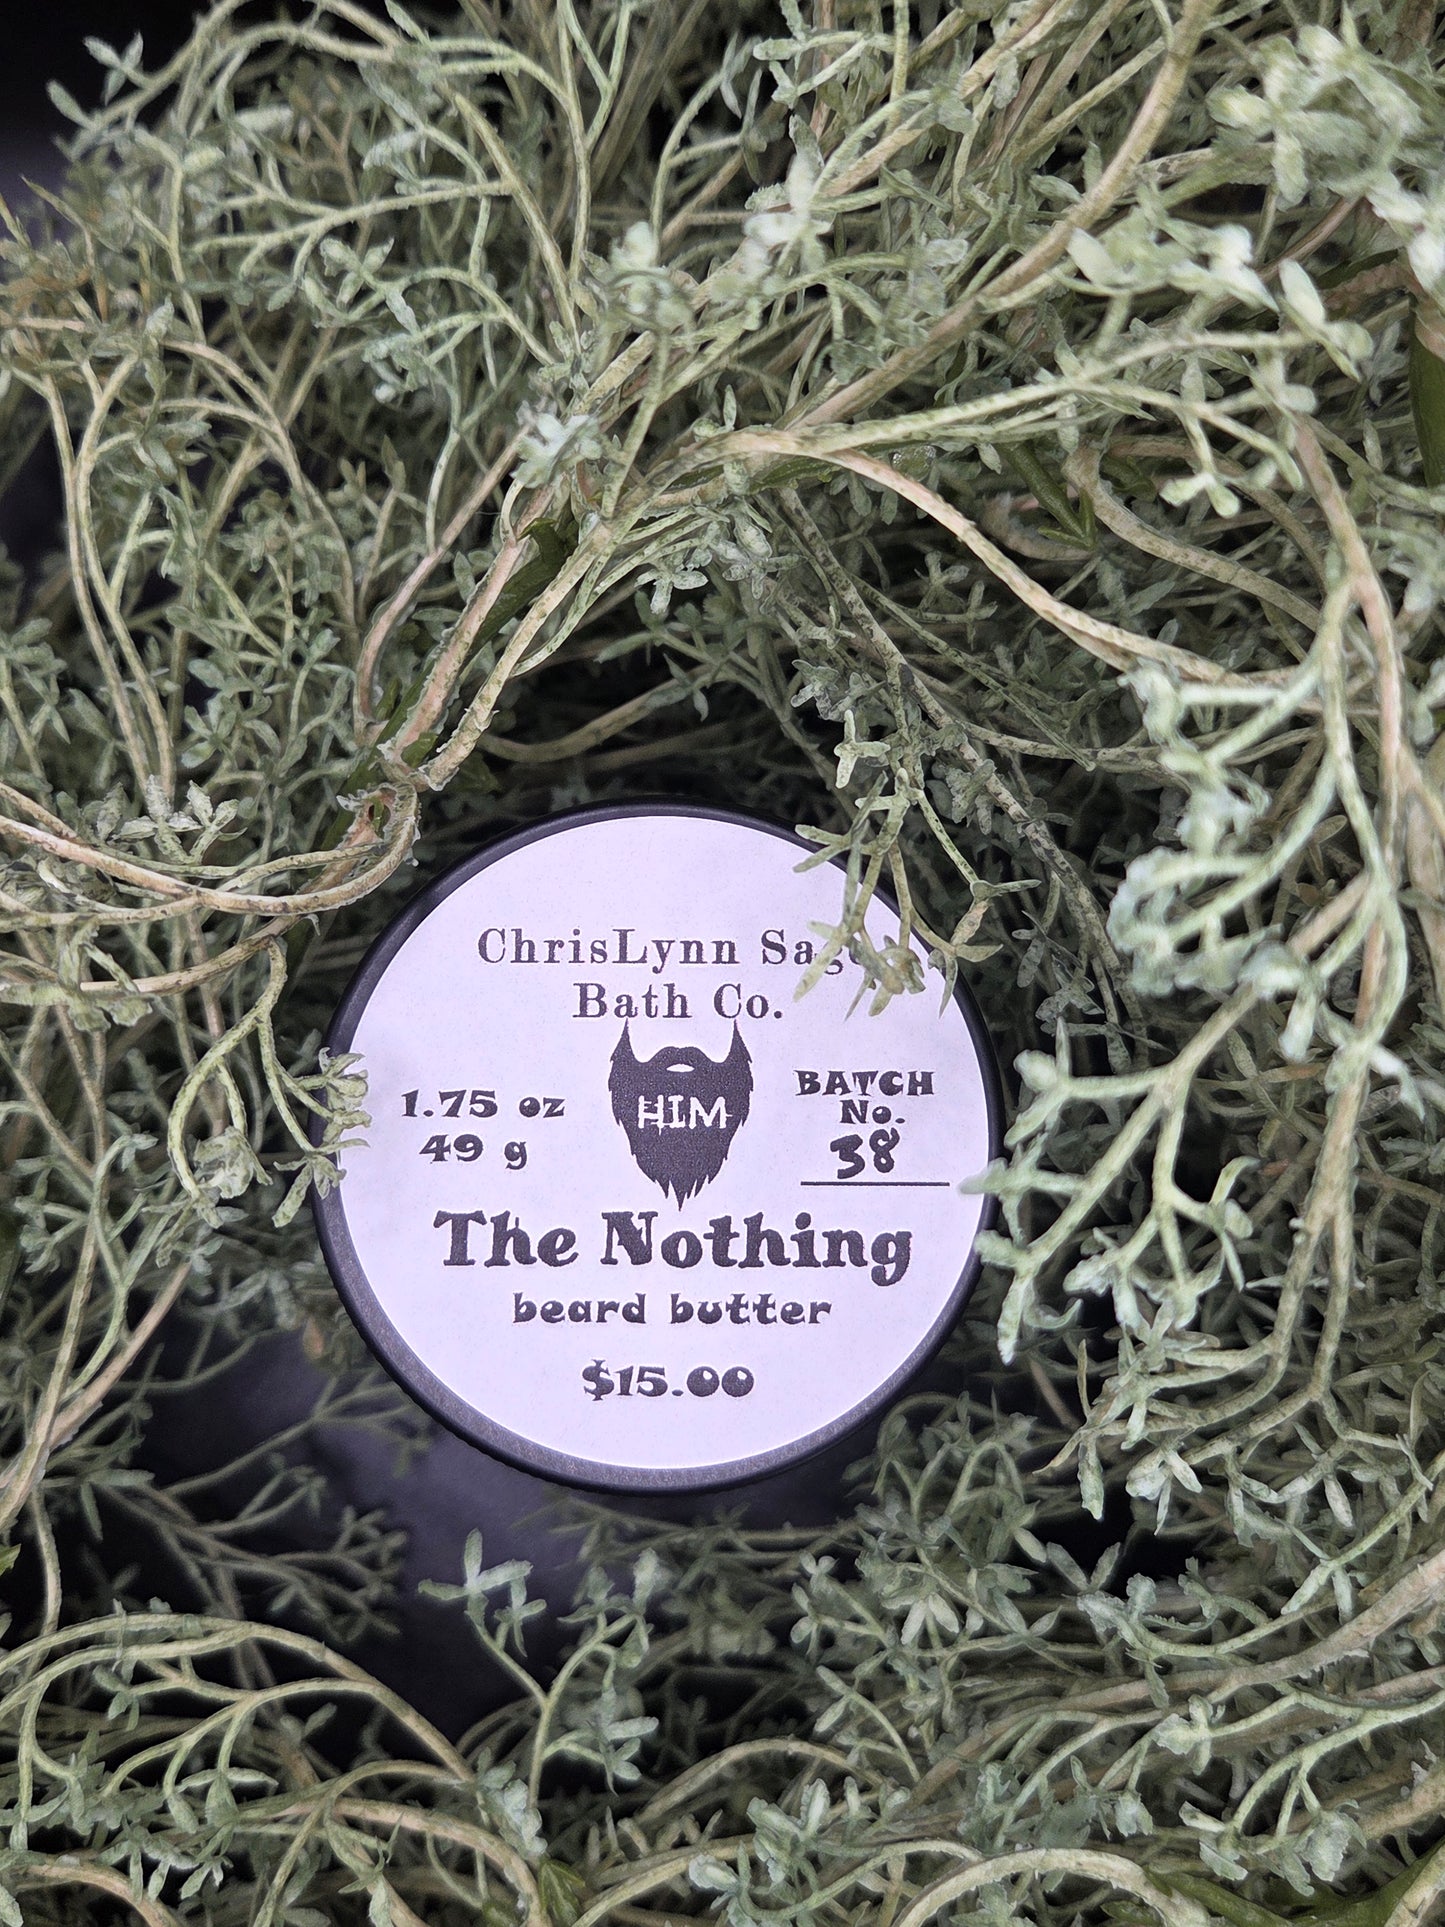 ChrisLynn
Bath Co.
HIM
1.75 oz
49 g
BATCH
No.
38
The Nothing
beard butter
$15.00